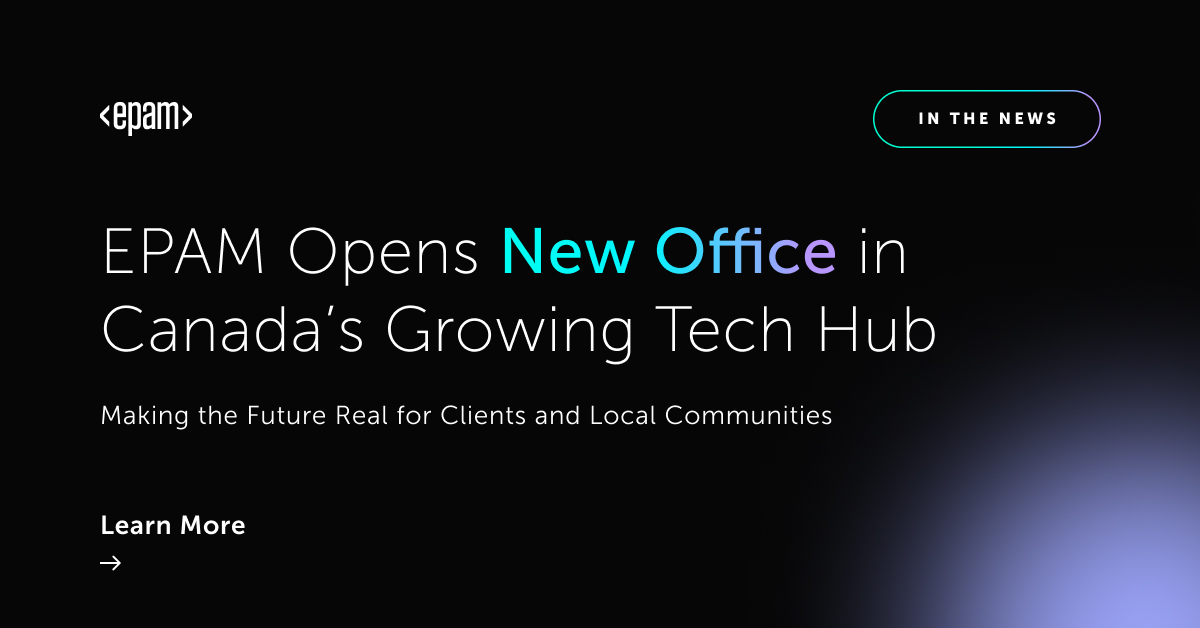 <epam>
IN THE NEWS
EPAM Opens New Office in
Canada’s Growing Tech Hub
Making the Future Real for Clients and Local Communities
Learn More
→